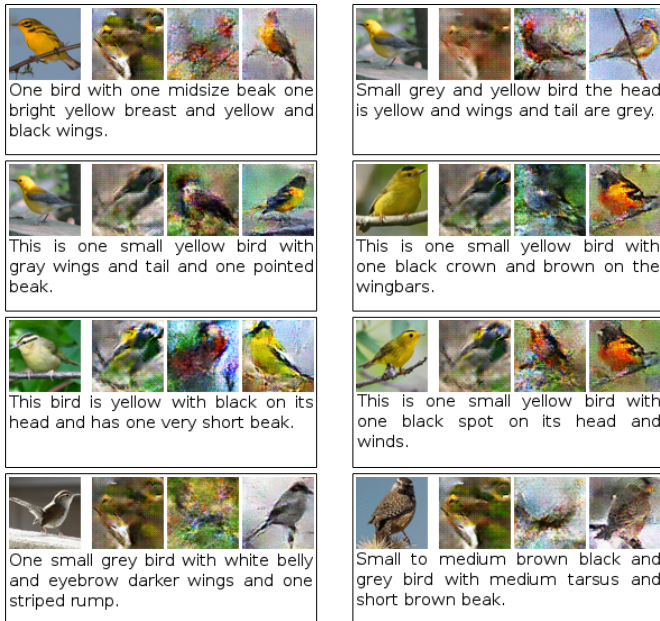 One bird with one midsize beak one
bright yellow breast and yellow and
black wings.
Small grey and yellow bird the head
is yellow and wings and tail are grey.
This is one small yellow bird with
gray wings and tail and one pointed
beak.
This is one small yellow bird with
one black crown and brown on the
wingbars.
This bird is yellow with black on its
head and has one very short beak.
This is one small yellow bird with
one black spot on its head and
winds.
One small grey bird with white belly
and eyebrow darker wings and one
striped rump.
Small to medium brown black and
grey bird with medium tarsus and
short brown beak.